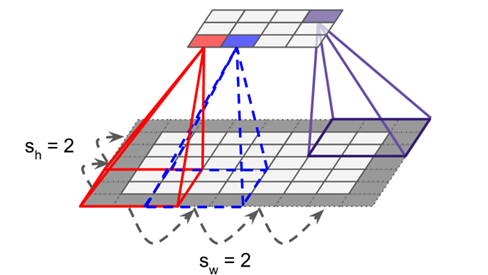 s_h = 2
s_w = 2